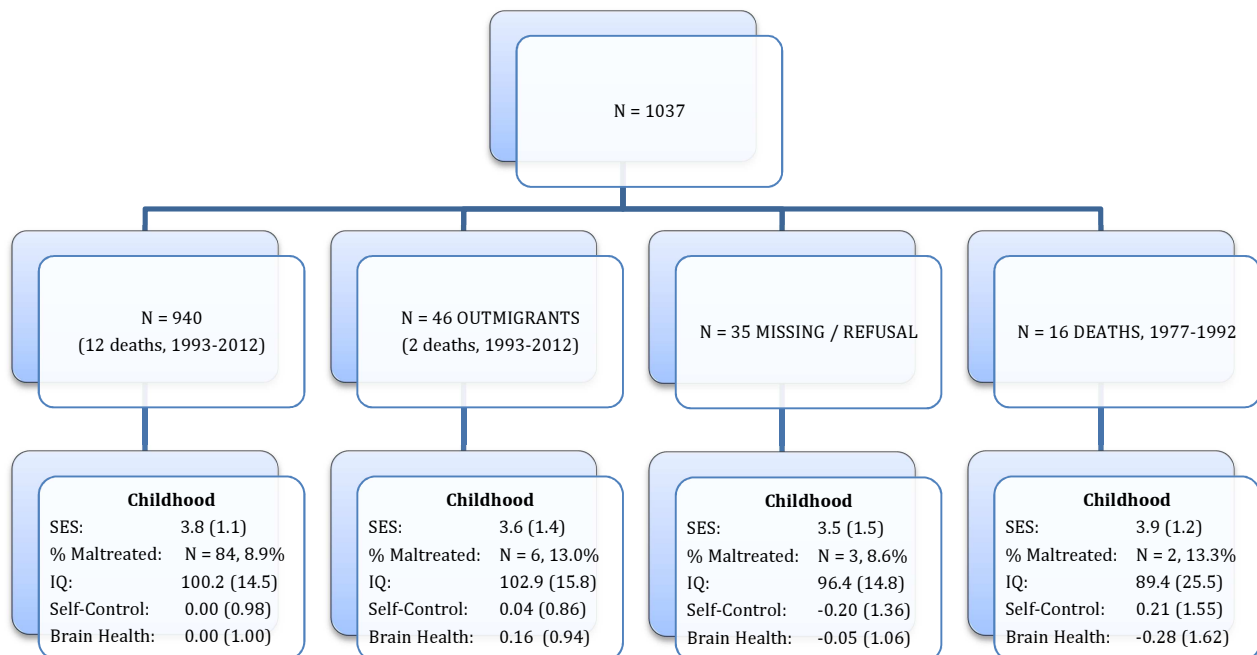 N = 1037
N = 940
(12 deaths, 1993-2012)
N = 46 OUTMIGRANTS
(2 deaths, 1993-2012)
N = 35 MISSING / REFUSAL
N = 16 DEATHS, 1977-1992
Childhood
SES: 3.8 (1.1)
% Maltreated: N = 84, 8.9%
IQ: 100.2 (14.5)
Self-Control: 0.00 (0.98)
Brain Health: 0.00 (1.00)
Childhood
SES: 3.6 (1.4)
% Maltreated: N = 6, 13.0%
IQ: 102.9 (15.8)
Self-Control: 0.04 (0.86)
Brain Health: 0.16 (0.94)
Childhood
SES: 3.5 (1.5)
% Maltreated: N = 3, 8.6%
IQ: 96.4 (14.8)
Self-Control: -0.20 (1.36)
Brain Health: -0.05 (1.06)
Childhood
SES: 3.9 (1.2)
% Maltreated: N = 2, 13.3%
IQ: 89.4 (25.5)
Self-Control: 0.21 (1.55)
Brain Health: -0.28 (1.62)